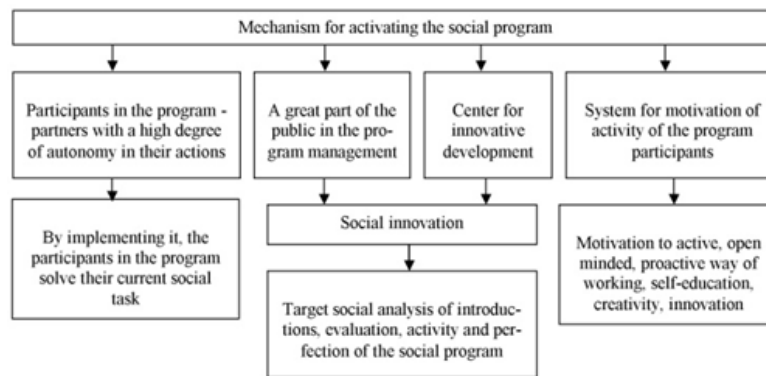 Mechanism for activating the social program
Participants in the program -
partners with a high degree
of autonomy in their actions
A great part of the
public in the pro-
gram management
Center for
innovative
development
System for motivation of
activity of the program
participants
By implementing it, the
participants in the program
solve their current social
task
Social innovation
Motivation to active, open
minded, proactive way of
working, self-education,
creativity, innovation
Target social analysis of introduc-
tions, evaluation, activity and per-
fection of the social program